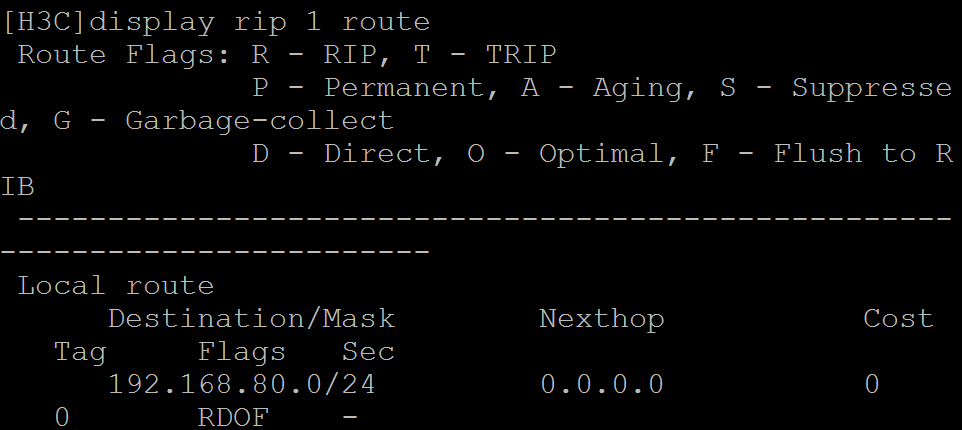 [H3C]display rip 1 route
 Route Flags: R - RIP, T - TRIP
              P - Permanent, A - Aging, S - Suppresse
d, G - Garbage-collect
              D - Direct, O - Optimal, F - Flush to R
IB
 ----------------------------------------------------
------------------------
 Local route
      Destination/Mask        Nexthop           Cost
   Tag     Flags   Sec
      192.168.80.0/24         0.0.0.0           0
   0       RDOF    -